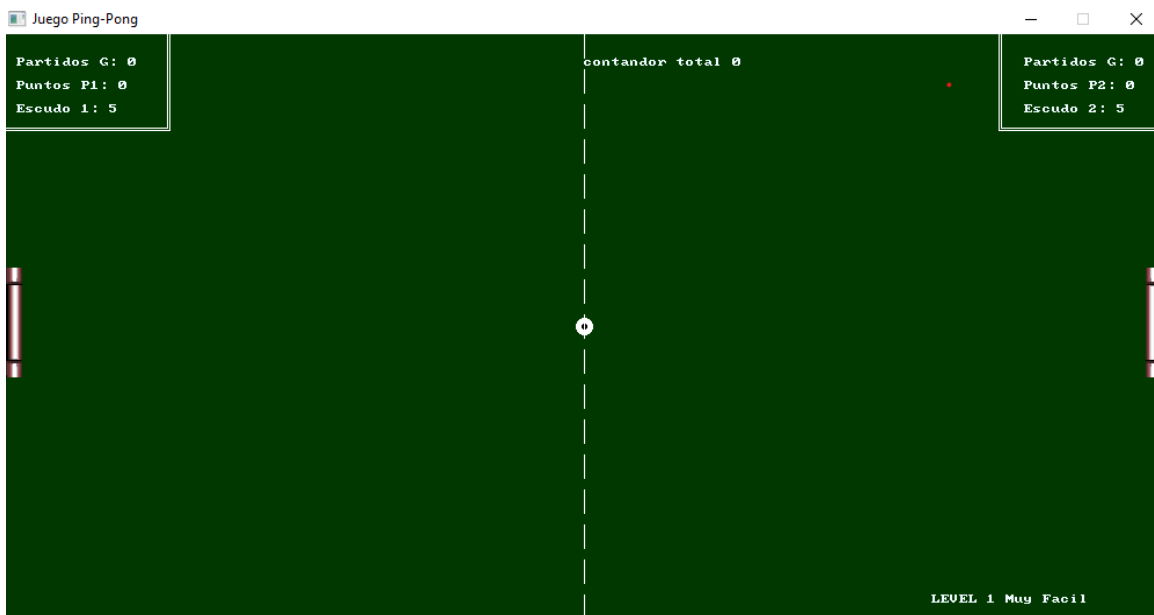 Juego Ping-Pong
Partidos G: 0
Puntos P1: 0
Escudo 1: 5
contandor total 0
Partidos G: 0
Puntos P2: 0
Escudo 2: 5
LEVEL 1 Muy Facil